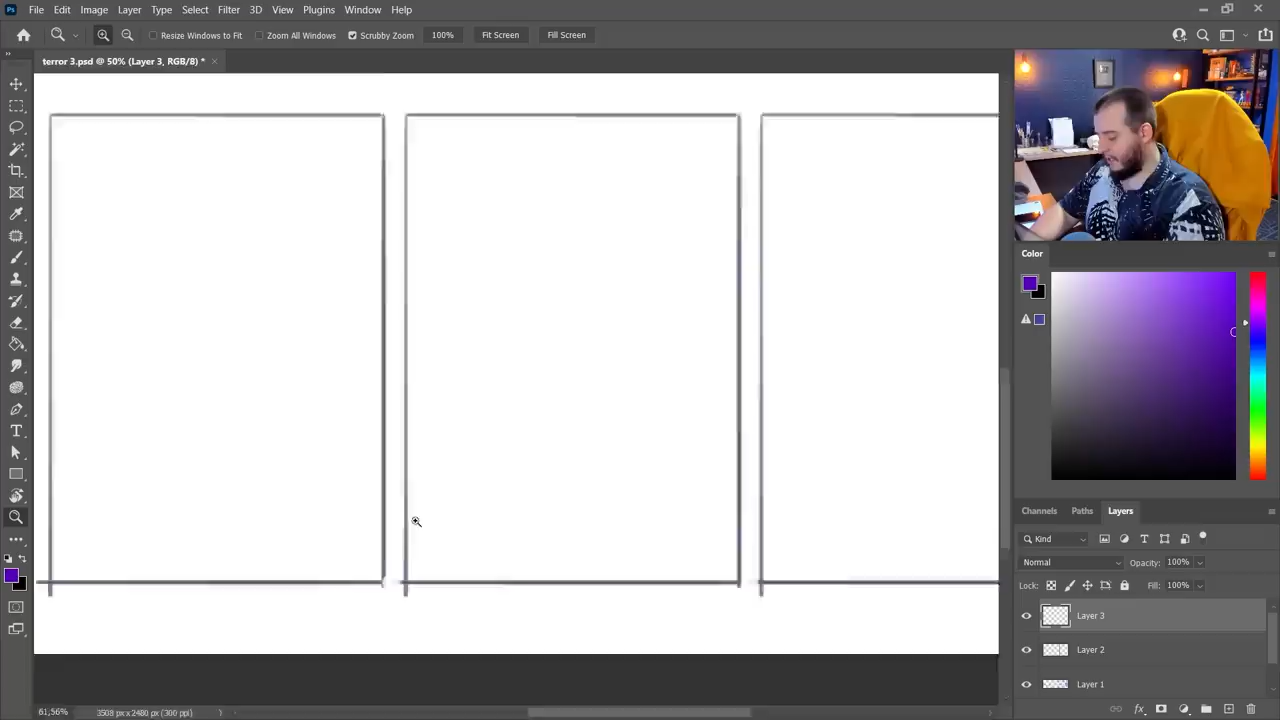 Ps File Edit Image Layer Type Select Filter 3D View Plugins Window Help
Resize Windows to Fit Zoom All Windows Scrubby Zoom 100% Fit Screen Fill Screen
terror 3.psd @ 50% (Layer 3, RGB/8) *
Color
Channels Paths Layers
Kind
Normal Opacity: 100%
Lock: Fill: 100%
Layer 3
Layer 2
Layer 1
61,56% 3508 px x 2480 px (300 ppi)